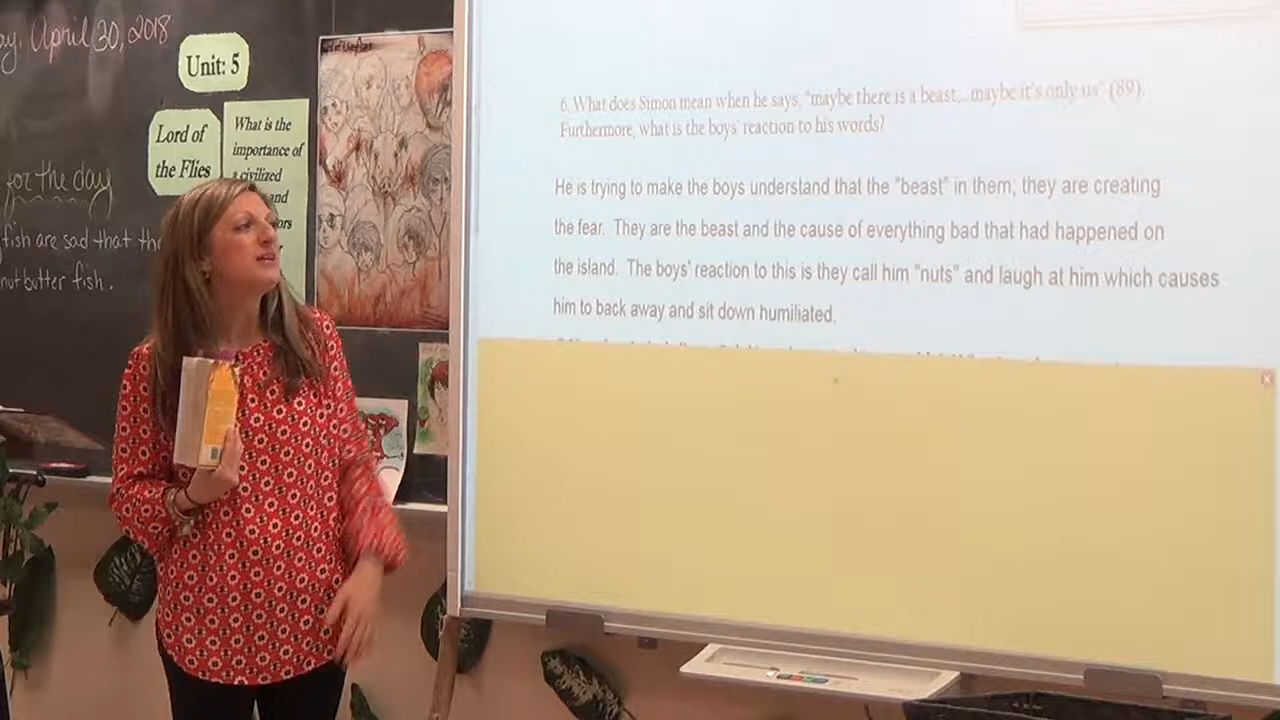 April 30, 2018
Unit: 5
Lord of
the Flies
What is the
importance of
civilized
and
for the day
fish are sad that the
nut butter fish.
6. What does Simon mean when he says, "maybe there is a beast,...maybe it's only us" (89).
Furthermore, what is the boys' reaction to his words?
He is trying to make the boys understand that the "beast" in them; they are creating
the fear. They are the beast and the cause of everything bad that had happened on
the island. The boys' reaction to this is they call him "nuts" and laugh at him which causes
him to back away and sit down humiliated.